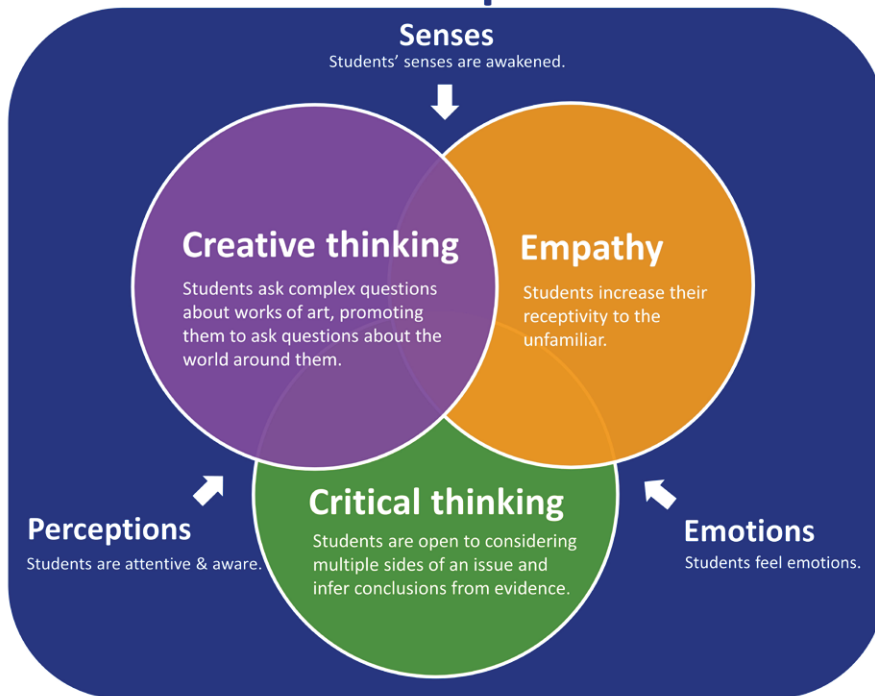 Senses
Students’ senses are awakened.
Creative thinking
Students ask complex questions
about works of art, promoting
them to ask questions about the
world around them.
Empathy
Students increase their
receptivity to the
unfamiliar.
Critical thinking
Students are open to considering
multiple sides of an issue and
infer conclusions from evidence.
Perceptions
Students are attentive & aware.
Emotions
Students feel emotions.